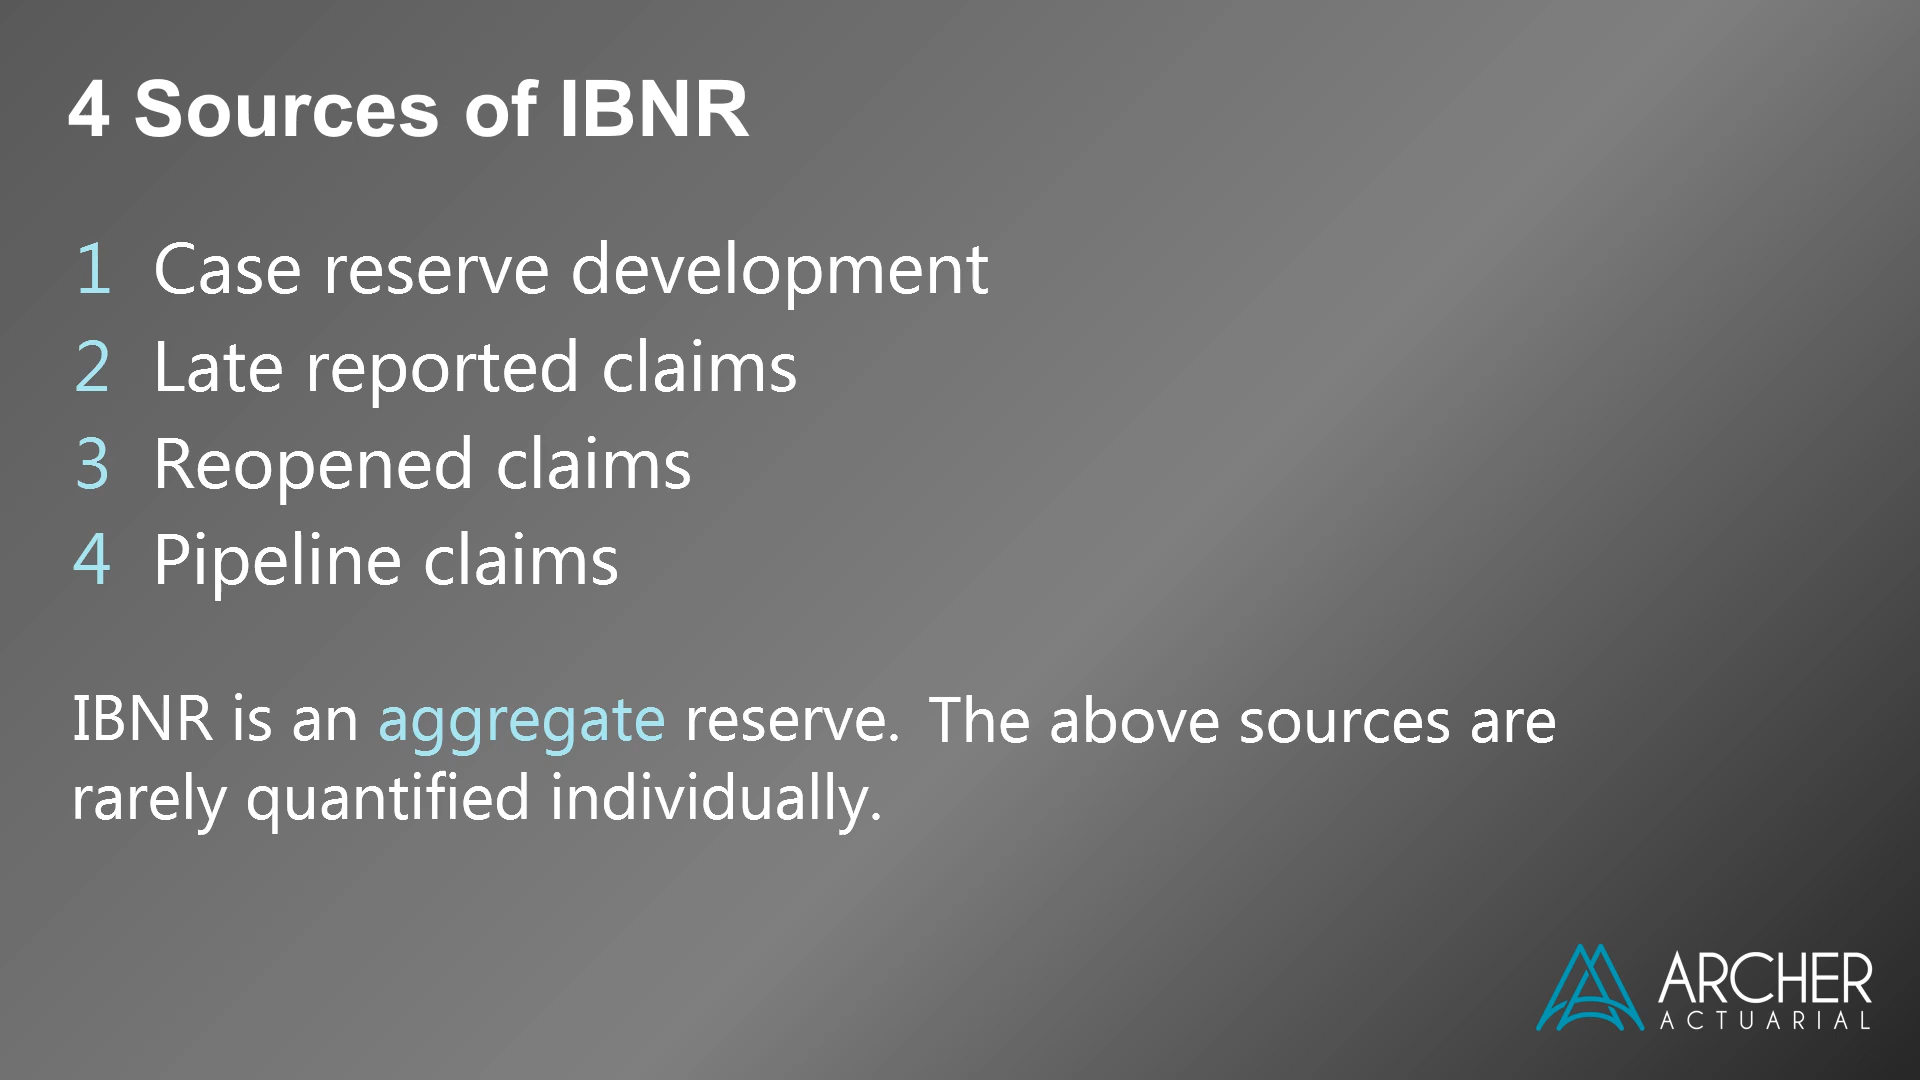 4 Sources of IBNR
1 Case reserve development
2 Late reported claims
3 Reopened claims
4 Pipeline claims
IBNR is an aggregate reserve. The above sources are
rarely quantified individually.
ARCHER
ACTUARIAL